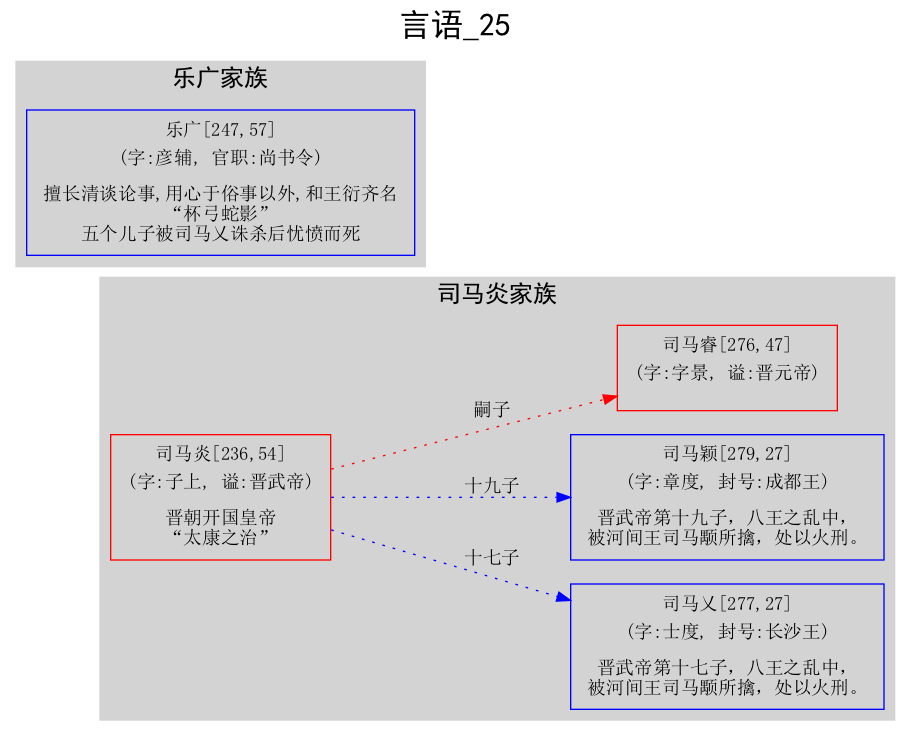 言语_25
乐广家族
乐广[247,57]
(字:彦辅, 官职:尚书令)
擅长清谈论事,用心于俗事以外,和王衍齐名
“杯弓蛇影”
五个儿子被司马乂诛杀后忧愤而死
司马炎家族
司马睿[276,47]
(字:字景, 谥:晋元帝)
嗣子
司马炎[236,54]
(字:子上, 谥:晋武帝)
晋朝开国皇帝
“太康之治”
十九子
司马颖[279,27]
(字:章度, 封号:成都王)
晋武帝第十九子，八王之乱中，
被河间王司马颙所擒，处以火刑。
十七子
司马乂[277,27]
(字:士度, 封号:长沙王)
晋武帝第十七子，八王之乱中，
被河间王司马颙所擒，处以火刑。